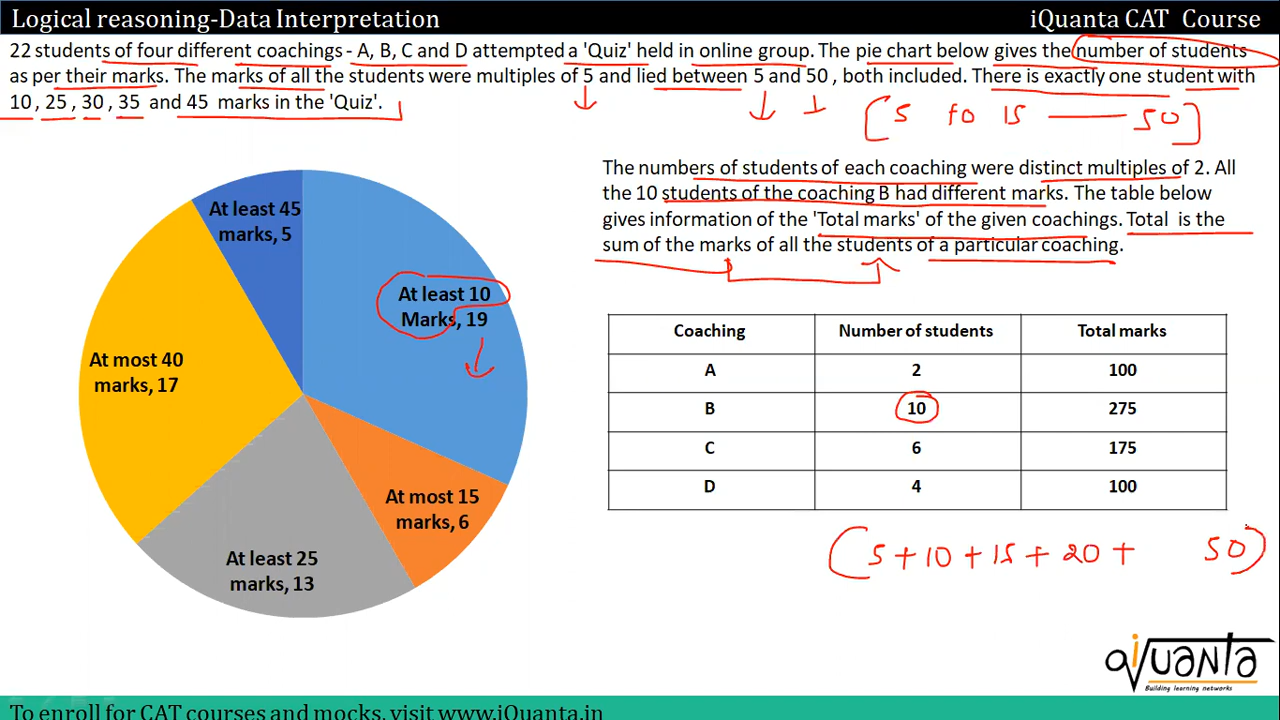 Logical reasoning-Data Interpretation
iQuanta CAT Course
22 students of four different coachings - A, B, C and D attempted a 'Quiz' held in online group. The pie chart below gives the number of students
as per their marks. The marks of all the students were multiples of 5 and lied between 5 and 50 , both included. There is exactly one student with
10 , 25 , 30 , 35 and 45 marks in the 'Quiz'.
[5 10 15 —— 50]
The numbers of students of each coaching were distinct multiples of 2. All
the 10 students of the coaching B had different marks. The table below
gives information of the 'Total marks' of the given coachings. Total is the
sum of the marks of all the students of a particular coaching.
At least 45
marks, 5
At least 10
Marks, 19
At most 40
marks, 17
At most 15
marks, 6
At least 25
marks, 13
Coaching Number of students Total marks
A 2 100
B 10 275
C 6 175
D 4 100
(5+10+15+20+ 50)
iQuanta
Building learning networks
To enroll for CAT courses and mocks, visit www.iQuanta.in